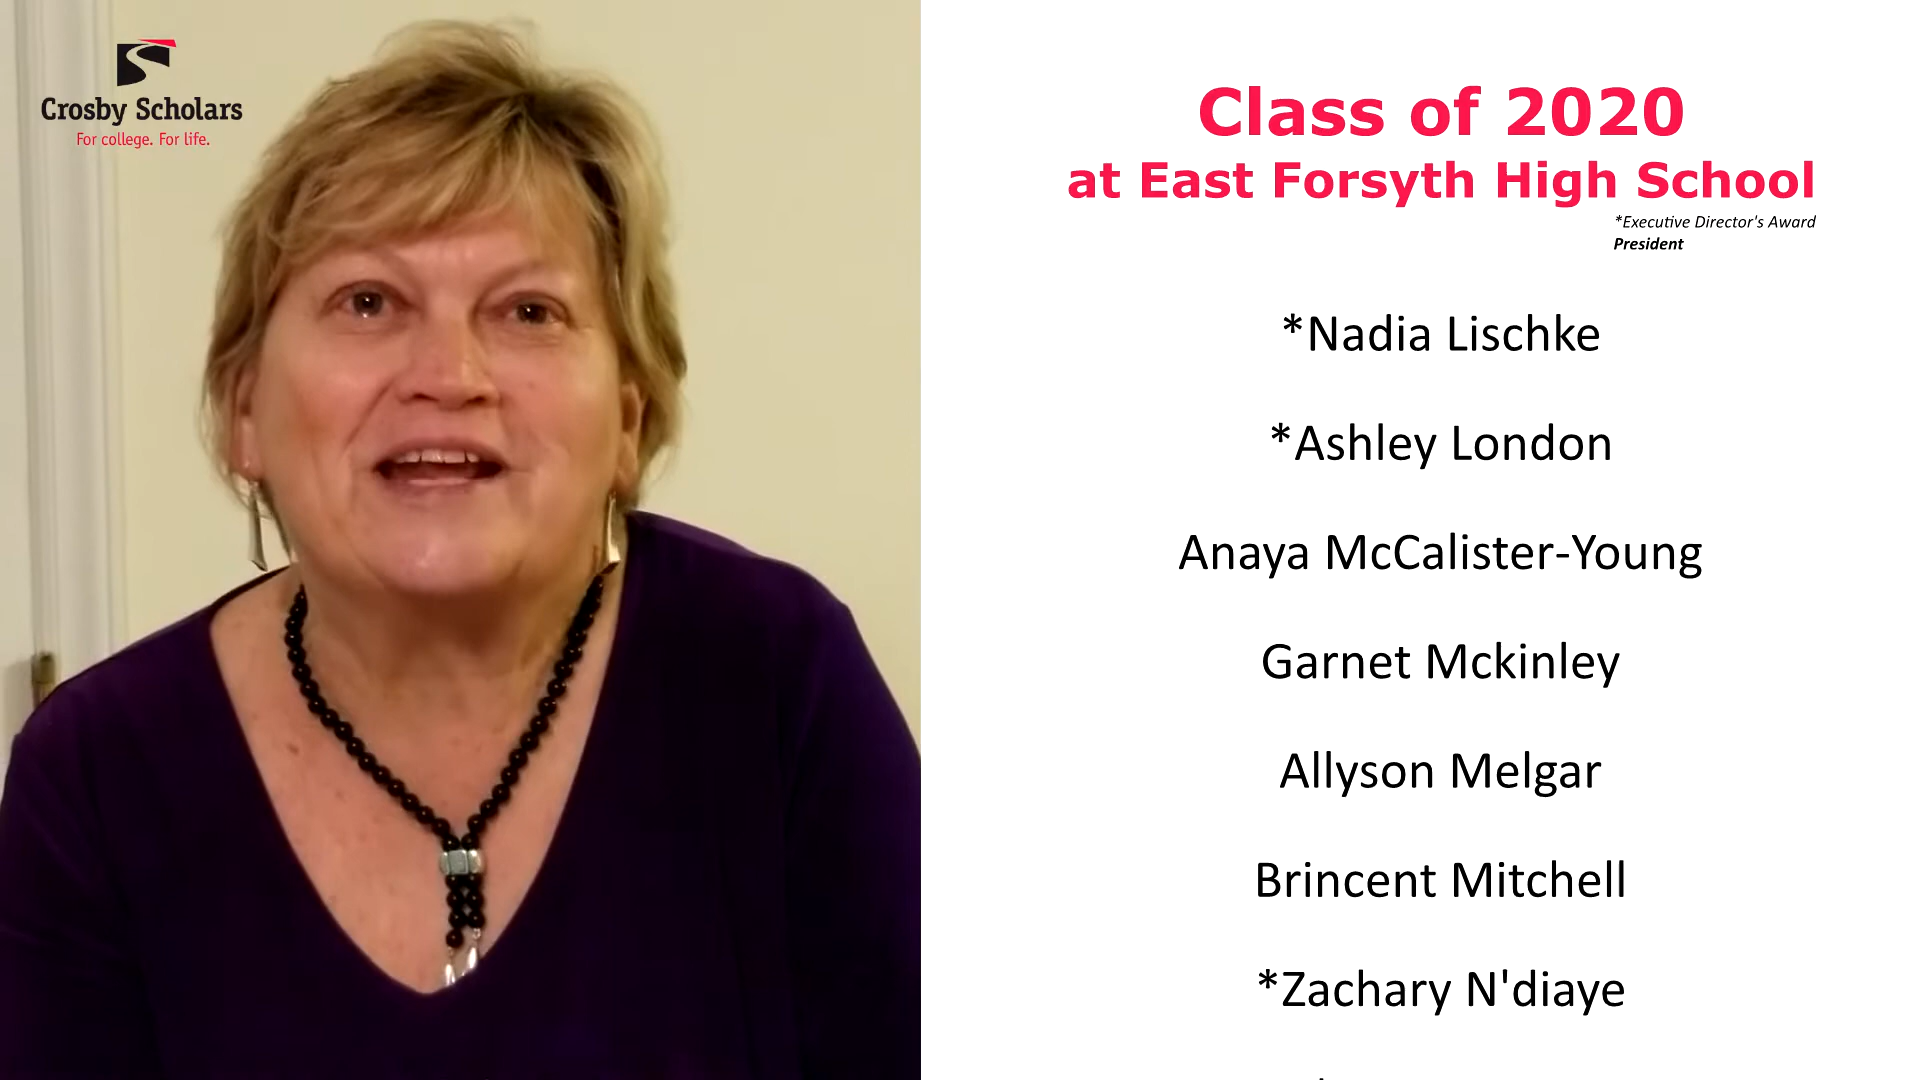 Crosby Scholars
For college. For life.
Class of 2020
at East Forsyth High School
*Executive Director's Award
President
*Nadia Lischke
*Ashley London
Anaya McCalister-Young
Garnet Mckinley
Allyson Melgar
Brincent Mitchell
*Zachary N'diaye